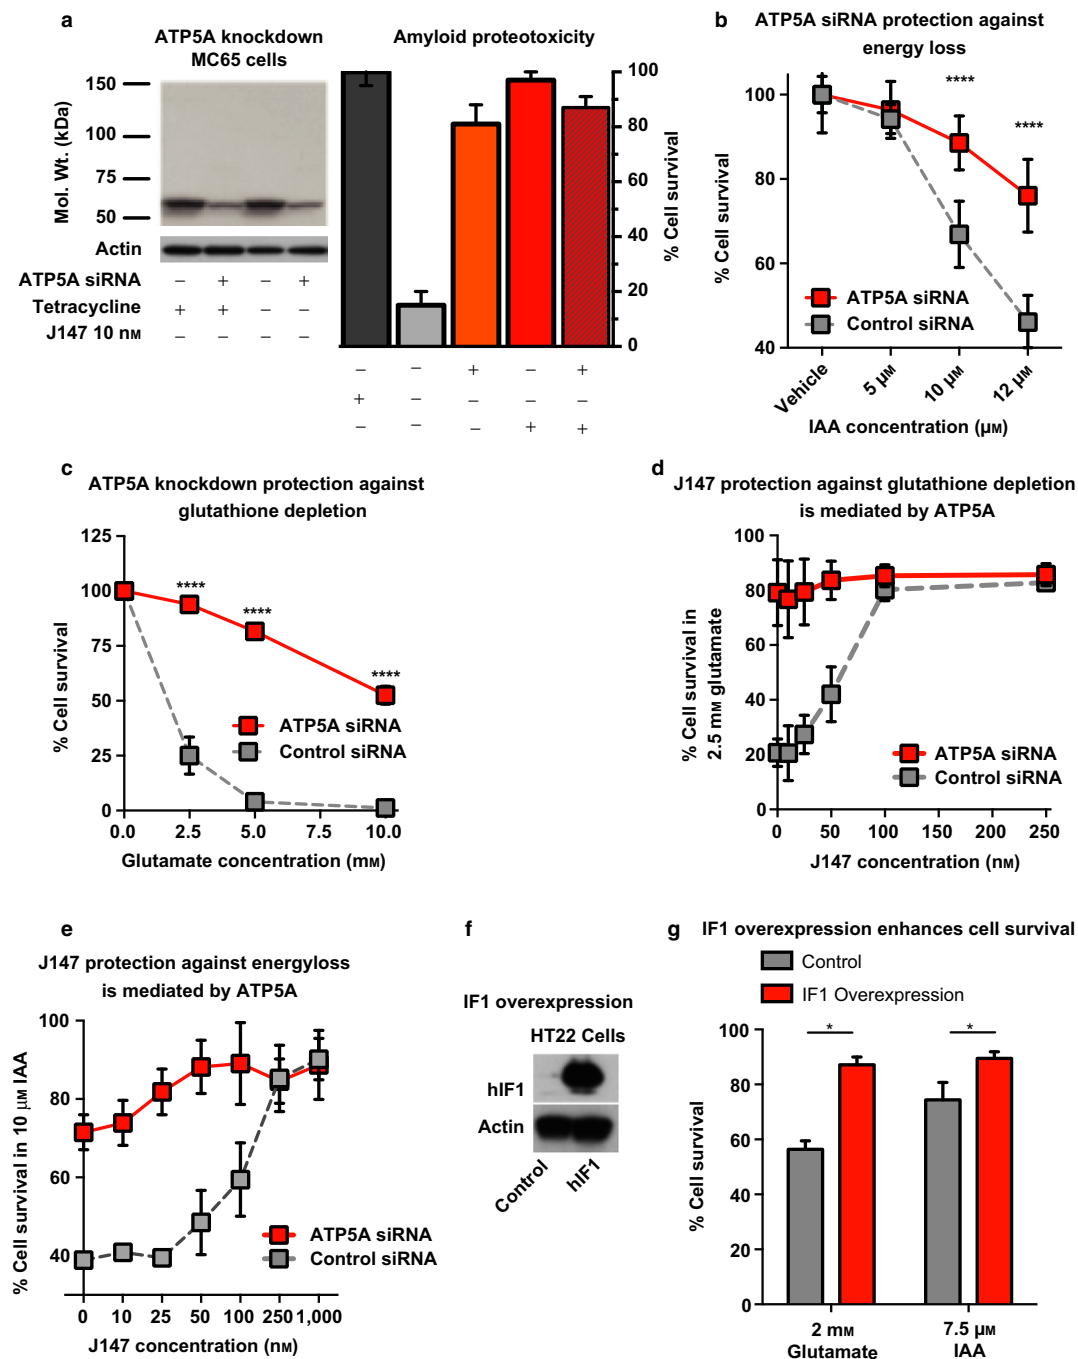 a
ATP5A knockdown
MC65 cells
Amyloid proteotoxicity
150
100
75
50
Mol. Wt. (kDa)
Actin
ATP5A siRNA – + – +
Tetracycline + + – –
J147 10 nM – – – –
100
80
60
40
20
0
% Cell survival
– – + – +
+ – – – –
– – – + +
b
ATP5A siRNA protection against
energy loss
100
80
60
40
% Cell survival
****
****
ATP5A siRNA
Control siRNA
Vehicle
5 µM
10 µM
12 µM
IAA concentration (µM)
c
ATP5A knockdown protection against
glutathione depletion
125
100
75
50
25
0
% Cell survival
****
****
****
ATP5A siRNA
Control siRNA
0.0 2.5 5.0 7.5 10.0
Glutamate concentration (mM)
d
J147 protection against glutathione depletion
is mediated by ATP5A
100
80
60
40
20
0
% Cell survival in
2.5 mM glutamate
ATP5A siRNA
Control siRNA
0 50 100 150 200 250
J147 concentration (nM)
e
J147 protection against energyloss
is mediated by ATP5A
100
80
60
40
% Cell survival in 10 µM IAA
ATP5A siRNA
Control siRNA
0 10 25 50 100 250 1,000
J147 concentration (nM)
f
IF1 overexpression
HT22 Cells
hIF1
Actin
Control
hIF1
g
IF1 overexpression enhances cell survival
Control
IF1 Overexpression
100
80
60
40
20
0
% Cell survival
*
*
2 mM
Glutamate
7.5 µM
IAA